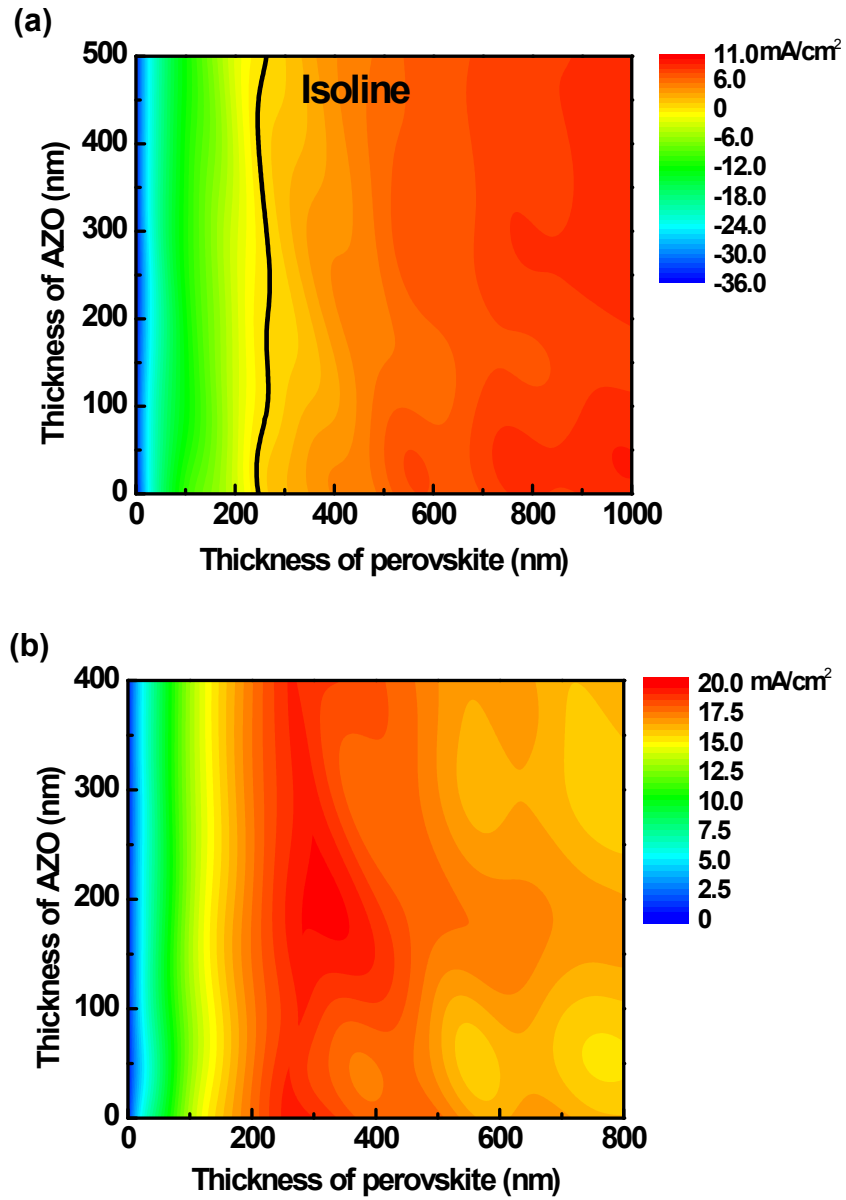 (a)
500
400
300
200
100
0
Thickness of AZO (nm)
Isoline
0 200 400 600 800 1000
Thickness of perovskite (nm)
11.0 mA/cm²
6.0
0
-6.0
-12.0
-18.0
-24.0
-30.0
-36.0
(b)
400
300
200
100
0
Thickness of AZO (nm)
0 200 400 600 800
Thickness of perovskite (nm)
20.0 mA/cm²
17.5
15.0
12.5
10.0
7.5
5.0
2.5
0